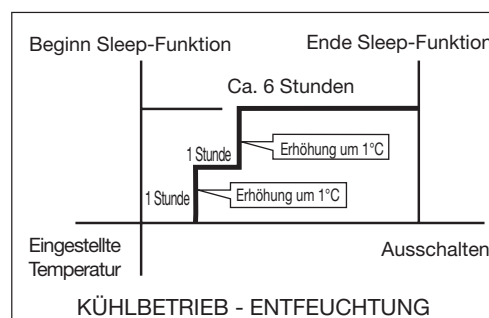 Beginn Sleep-Funktion
Ende Sleep-Funktion
Ca. 6 Stunden
1 Stunde
Erhöhung um 1°C
1 Stunde
Erhöhung um 1°C
Eingestellte
Temperatur
Ausschalten
KÜHLBETRIEB - ENTFEUCHTUNG